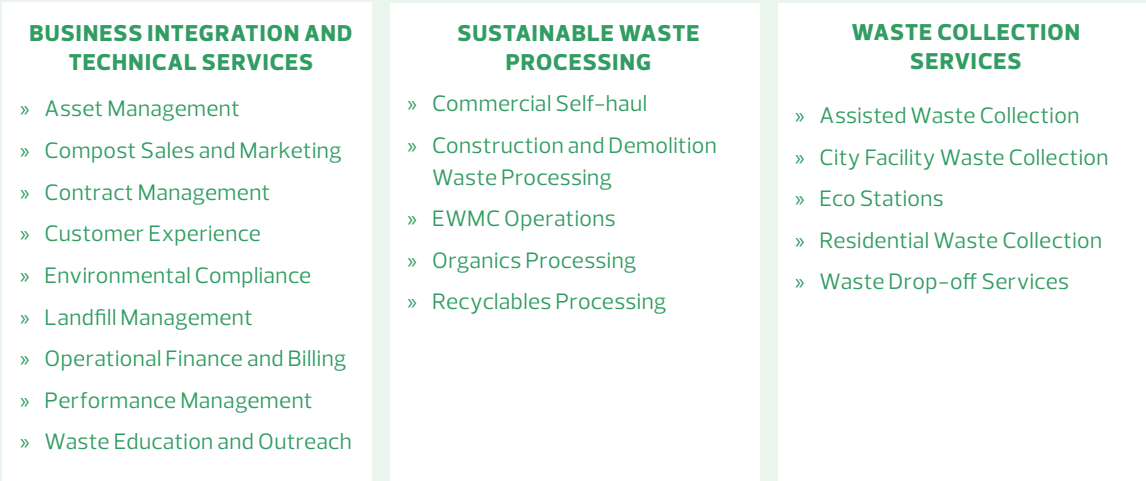 BUSINESS INTEGRATION AND
TECHNICAL SERVICES
» Asset Management
» Compost Sales and Marketing
» Contract Management
» Customer Experience
» Environmental Compliance
» Landfill Management
» Operational Finance and Billing
» Performance Management
» Waste Education and Outreach
SUSTAINABLE WASTE
PROCESSING
» Commercial Self-haul
» Construction and Demolition
Waste Processing
» EWMC Operations
» Organics Processing
» Recyclables Processing
WASTE COLLECTION
SERVICES
» Assisted Waste Collection
» City Facility Waste Collection
» Eco Stations
» Residential Waste Collection
» Waste Drop-off Services